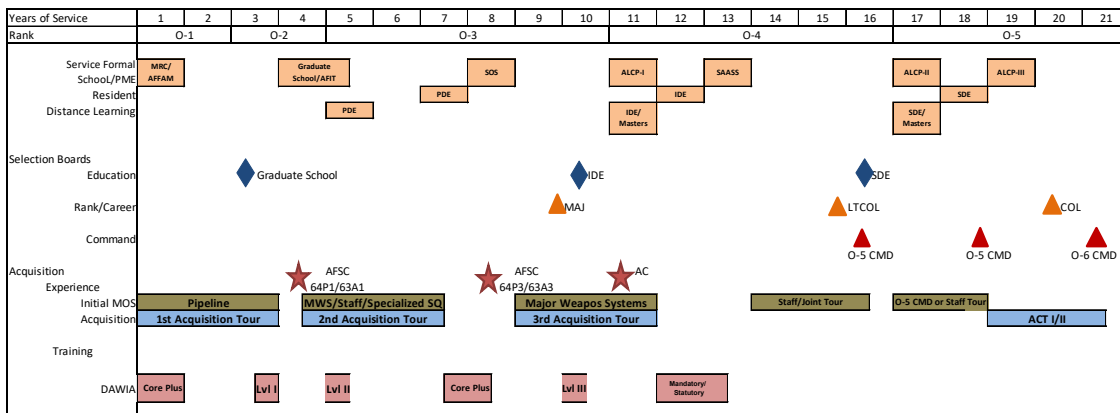 Years of Service 1 2 3 4 5 6 7 8 9 10 11 12 13 14 15 16 17 18 19 20 21
Rank O-1 O-2 O-3 O-4 O-5
Service Formal
SchooL/PME
MRC/
AFFAM
Graduate
School/AFIT
SOS
ALCP-I
SAASS
ALCP-II
ALCP-III
Resident PDE IDE SDE
Distance Learning
PDE
IDE/
Masters
SDE/
Masters
Selection Boards
Education Graduate School IDE SDE
Rank/Career MAJ LTCOL COL
Command
O-5 CMD O-5 CMD O-6 CMD
Acquisition
Experience
AFSC
64P1/63A1
AFSC
64P3/63A3
AC
Initial MOS Pipeline MWS/Staff/Specialized SQ Major Weapos Systems Staff/Joint Tour O-5 CMD or Staff Tour
Acquisition 1st Acquisition Tour 2nd Acquisition Tour 3rd Acquisition Tour ACT I/II
Training
DAWIA Core Plus Lvl I Lvl II Core Plus Lvl III
Mandatory/
Statutory